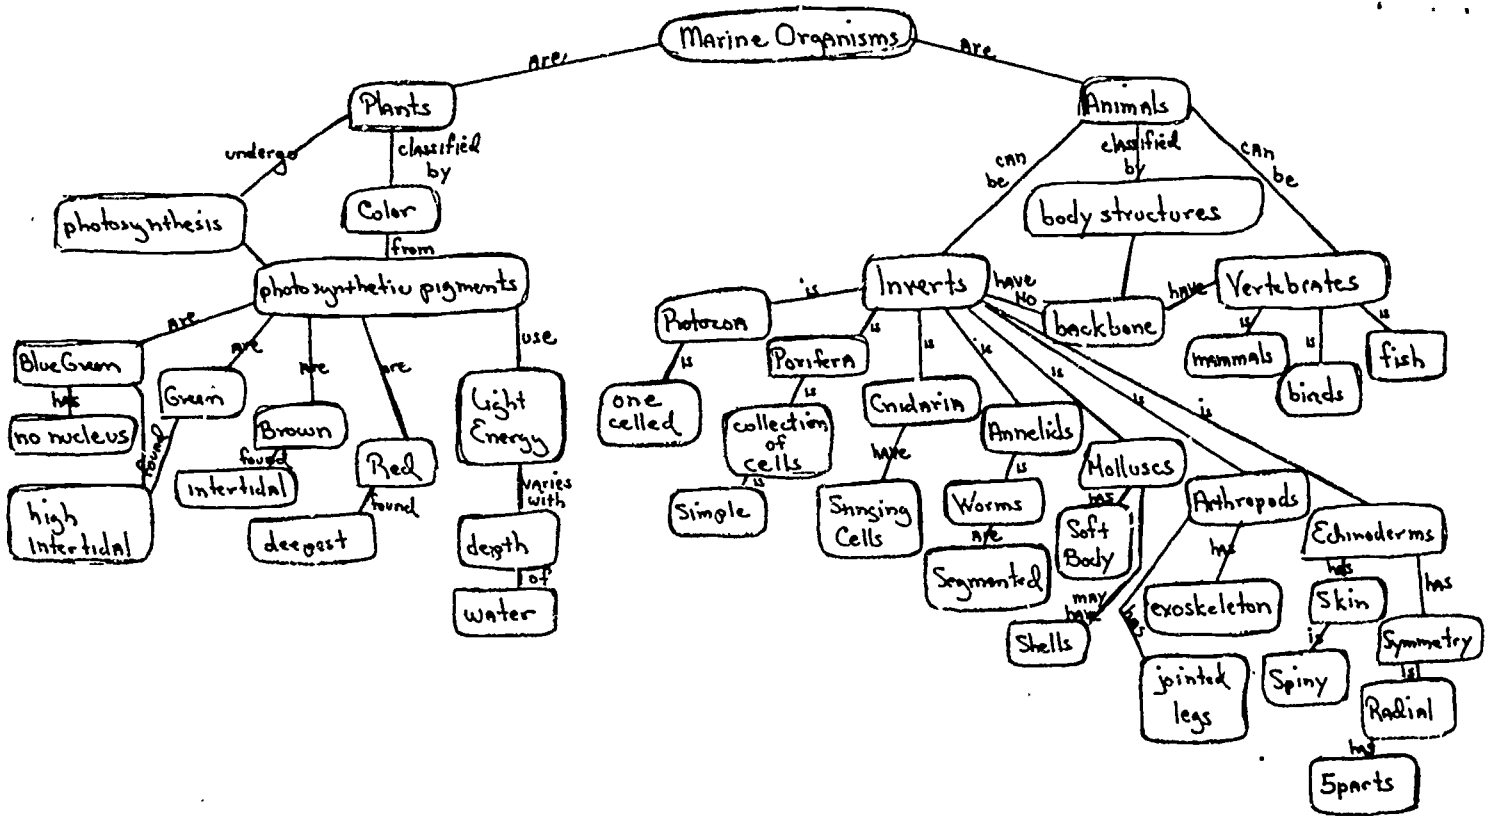 Marine Organisms
Are
Are
Plants
Animals
undergo
classified
by
can
be
classified
by
can
be
photosynthesis
Color
body structures
from
photosynthetic pigments
is
Inverts
have
no
backbone
have
Vertebrates
Are
Are
Are
are
use
Protozoa
is
is
is
is
is
is
is
is
is
is
Blue Green
Green
Brown
Red
Light
Energy
Porifera
Cnidaria
Annelids
Molluscs
Arthropods
Echinoderms
mammals
birds
fish
has
no nucleus
found
found
found
varies
with
one
celled
is
collection
of
cells
is
Simple
have
Stinging
Cells
is
Worms
Are
Segmented
has
Soft
Body
may
have
Shells
has
exoskeleton
has
jointed
legs
has
Skin
is
Spiny
has
Symmetry
is
Radial
has
5 parts
high
Intertidal
intertidal
deepest
depth
of
water